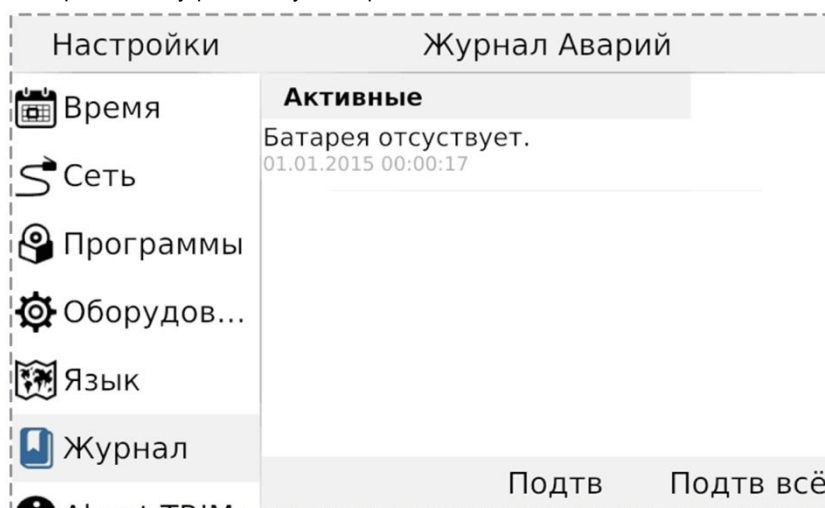 Настройки
Журнал Аварий
Время
Активные
Батарея отсуствует.
01.01.2015 00:00:17
Сеть
Программы
Оборудов...
Язык
Журнал
Подтв
Подтв всё